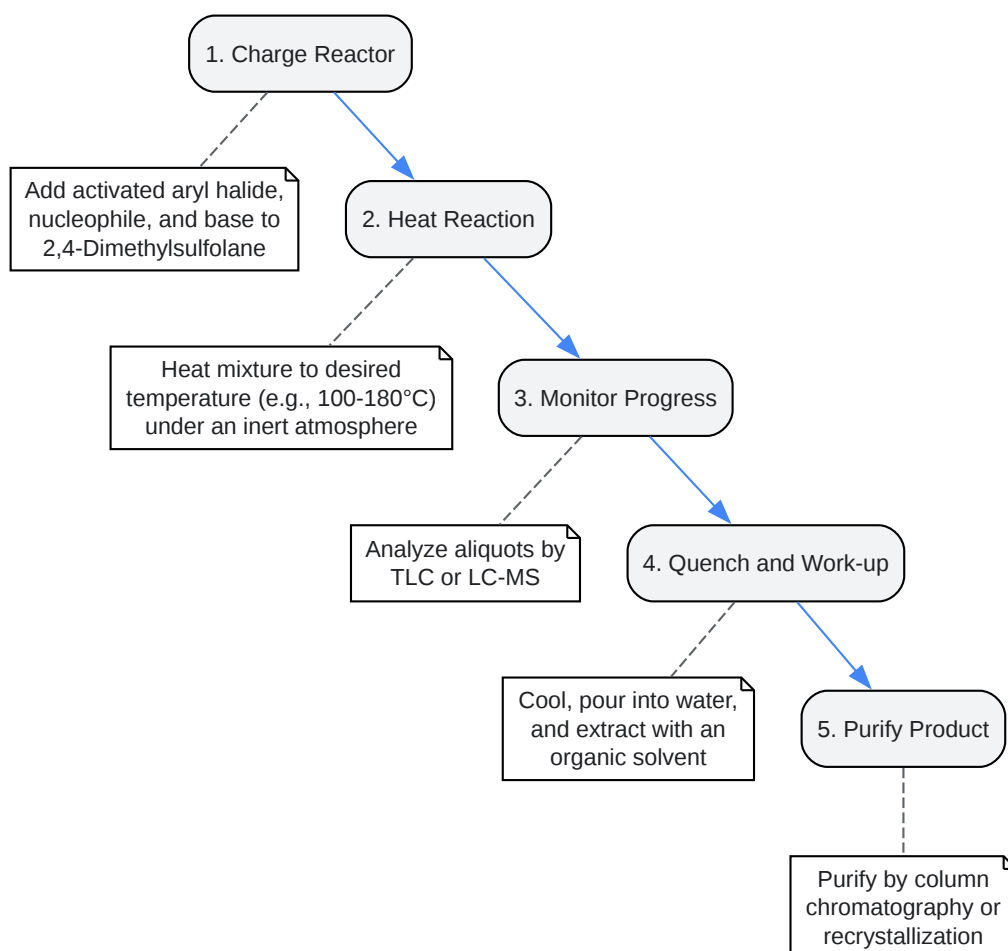 1. Charge Reactor
Add activated aryl halide,
nucleophile, and base to
2,4-Dimethylsulfolane
2. Heat Reaction
Heat mixture to desired
temperature (e.g., 100-180°C)
under an inert atmosphere
3. Monitor Progress
Analyze aliquots by
TLC or LC-MS
4. Quench and Work-up
Cool, pour into water,
and extract with an
organic solvent
5. Purify Product
Purify by column
chromatography or
recrystallization